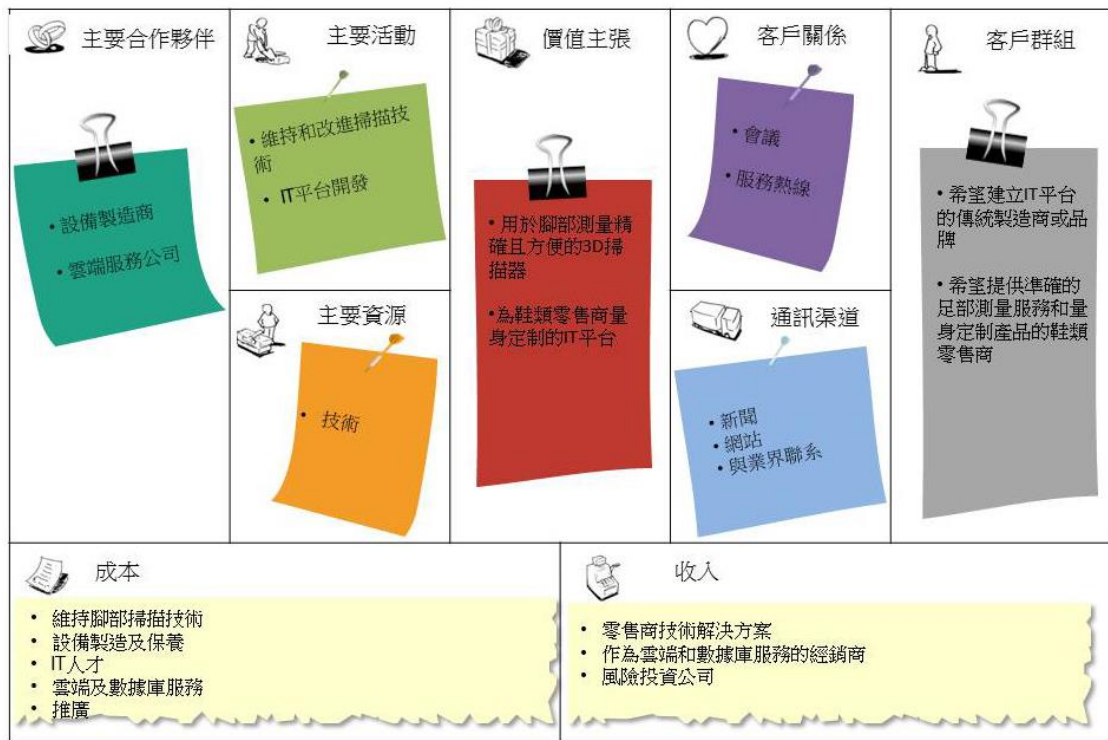 主要合作夥伴
• 設備製造商
• 雲端服務公司
主要活動
• 維持和改進掃描技
術
• IT平台開發
主要資源
• 技術
價值主張
• 用於腳部測量精
確且方便的3D掃
描器
•為鞋類零售商量
身定制的IT平台
客戶關係
• 會議
• 服務熱線
通訊渠道
• 新聞
• 網站
• 與業界聯系
客戶群組
• 希望建立IT平台
的傳統製造商或品
牌
• 希望提供準確的
足部測量服務和量
身定制產品的鞋類
零售商
成本
• 維持腳部掃描技術
• 設備製造及保養
• IT人才
• 雲端及數據庫服務
• 推廣
收入
• 零售商技術解決方案
• 作為雲端和數據庫服務的經銷商
• 風險投資公司